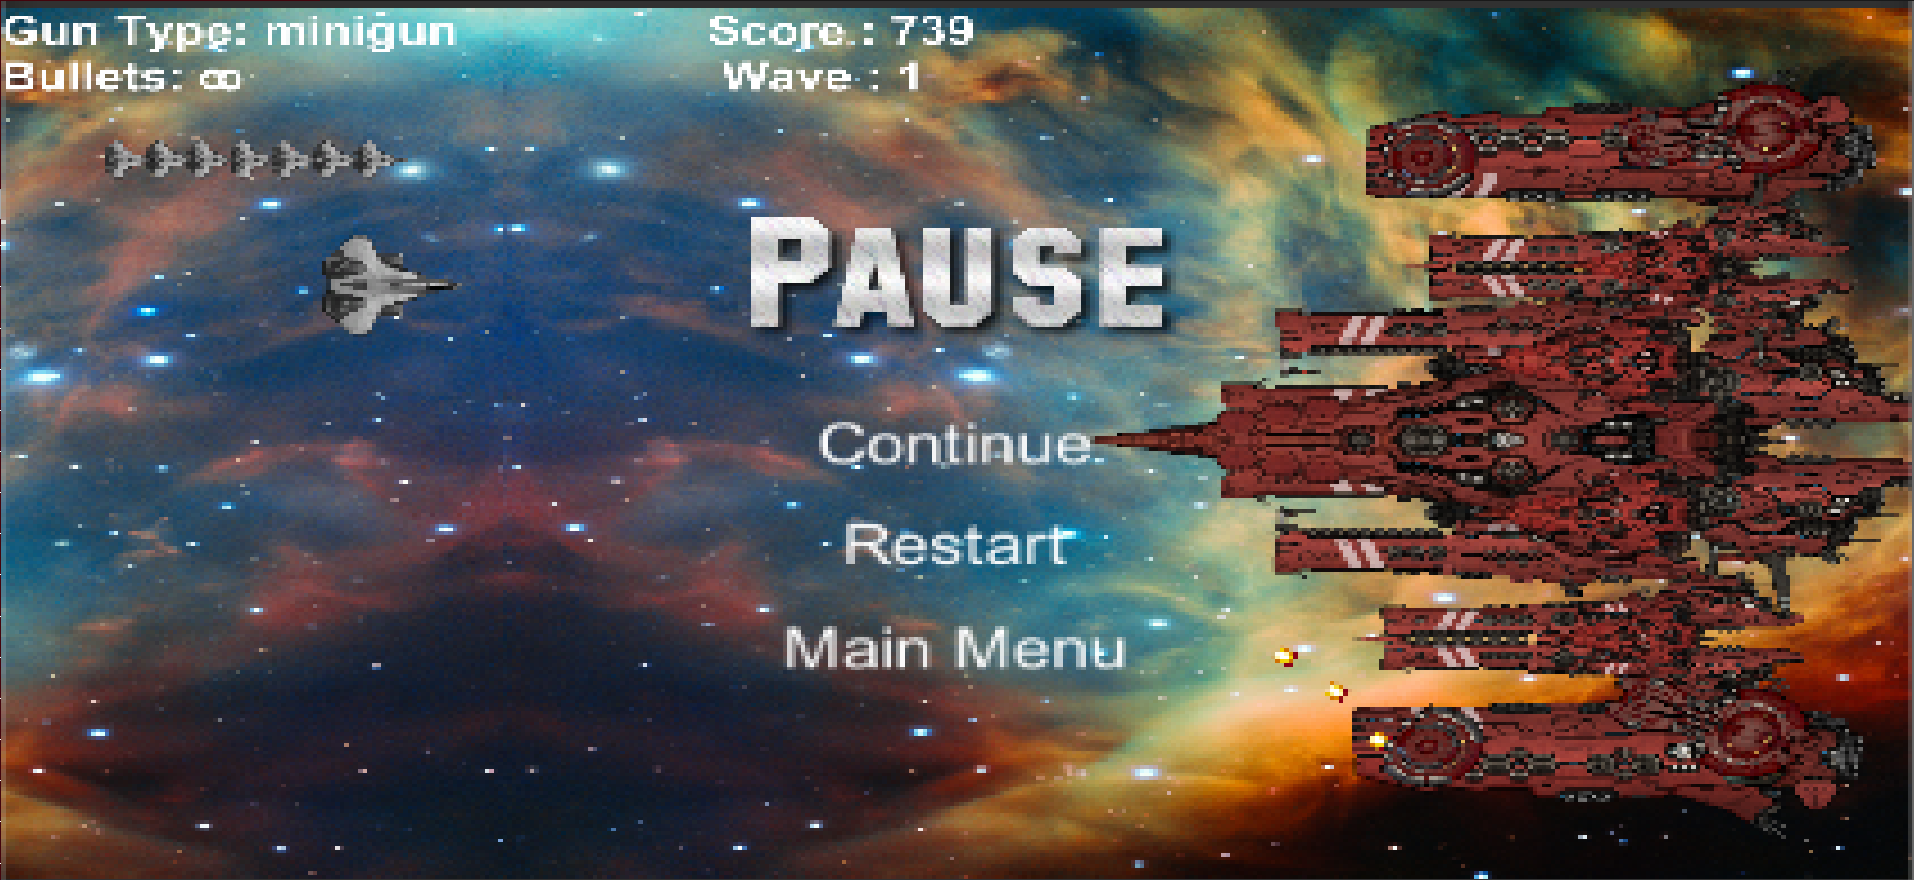 Gun Type: minigun
Score : 739
Bullets: ∞
Wave : 1
PAUSE
Continue
Restart
Main Menu